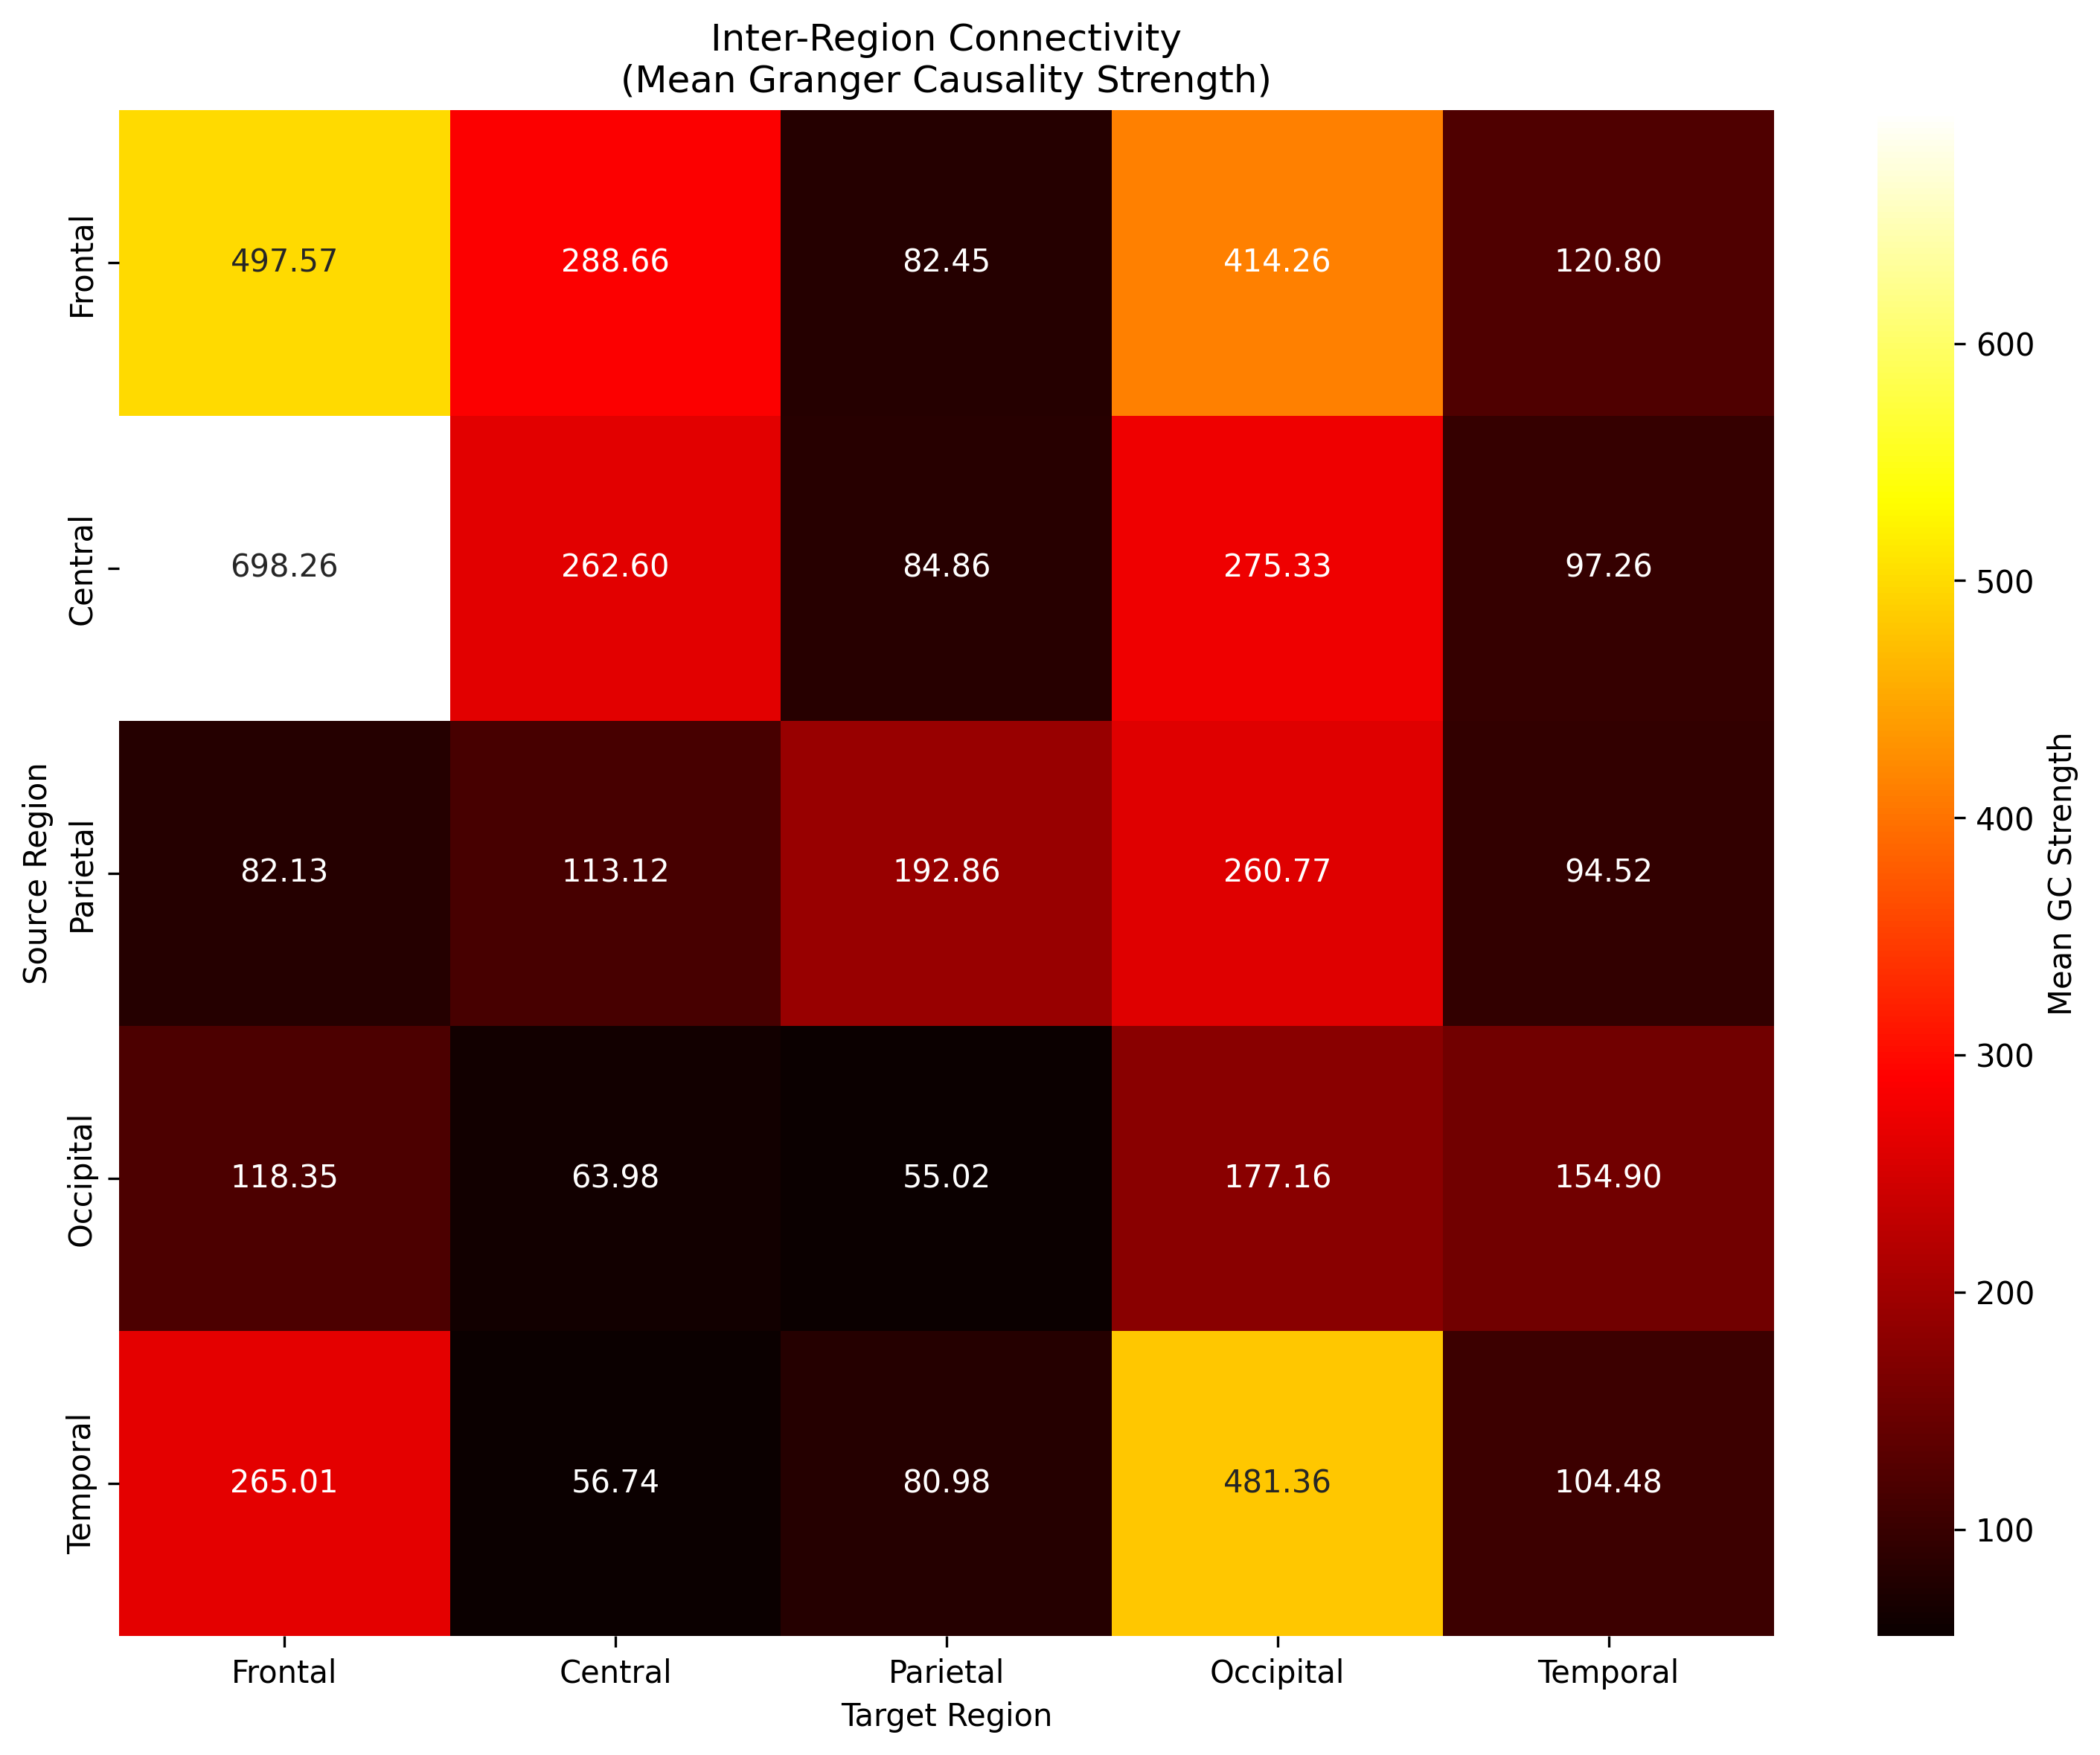 Inter-Region Connectivity
(Mean Granger Causality Strength)
Source Region
Frontal
497.57 288.66 82.45 414.26 120.80
Central
698.26 262.60 84.86 275.33 97.26
Parietal
82.13 113.12 192.86 260.77 94.52
Occipital
118.35 63.98 55.02 177.16 154.90
Temporal
265.01 56.74 80.98 481.36 104.48
Frontal Central Parietal Occipital Temporal
Target Region
600
500
400
300
200
100
Mean GC Strength